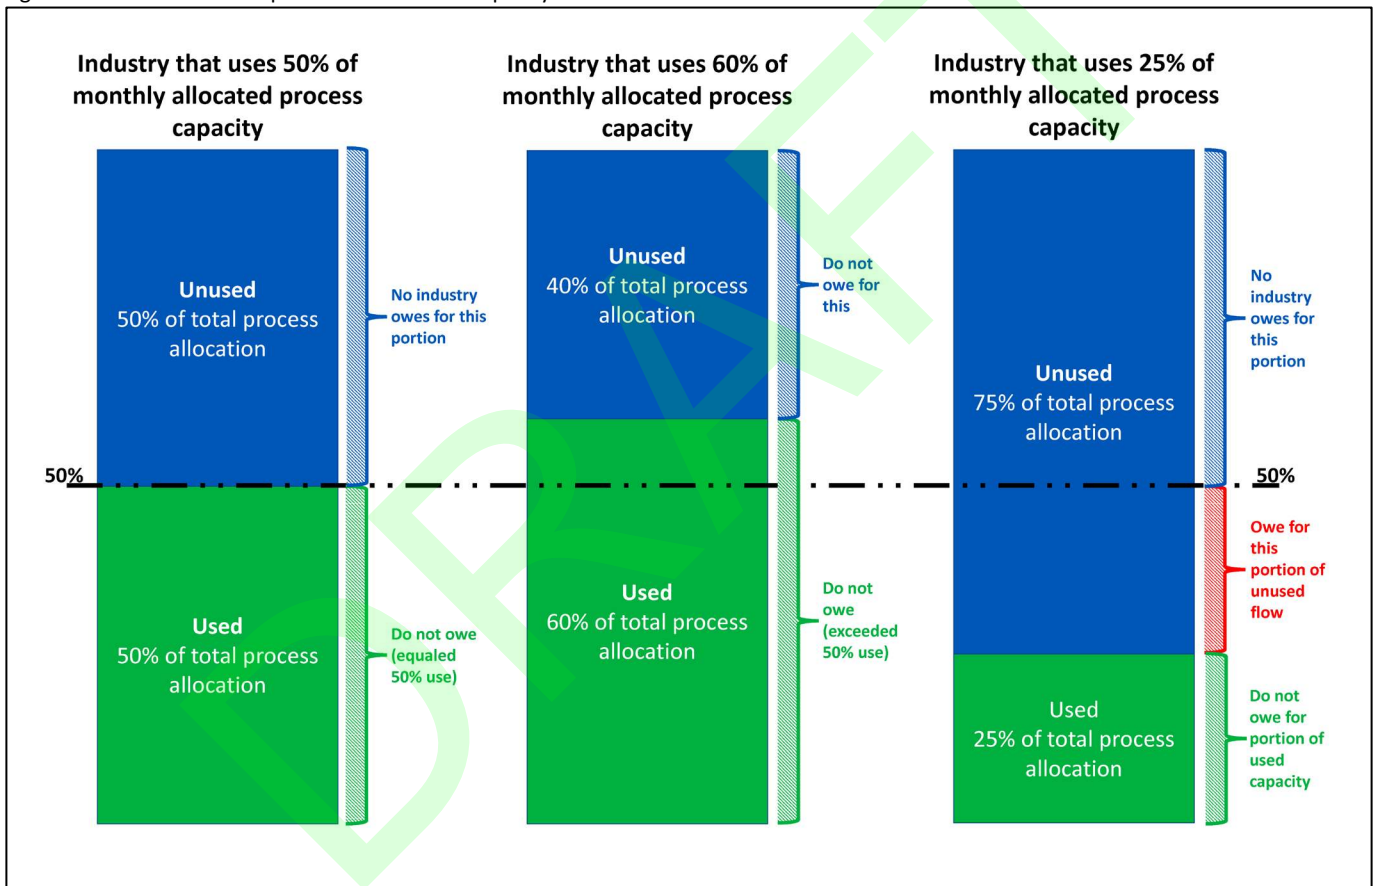 Industry that uses 50% of
monthly allocated process
capacity
Industry that uses 60% of
monthly allocated process
capacity
Industry that uses 25% of
monthly allocated process
capacity
Unused
50% of total process
allocation
No industry
owes for this
portion
Unused
40% of total process
allocation
Do not
owe for
this
Unused
75% of total process
allocation
No
industry
owes for
this
portion
50%
50%
Used
50% of total process
allocation
Do not owe
(equaled
50% use)
Used
60% of total process
allocation
Do not
owe
(exceeded
50% use)
Owe for
this
portion of
unused
flow
Used
25% of total process
allocation
Do not
owe for
portion of
used
capacity
DRAFT